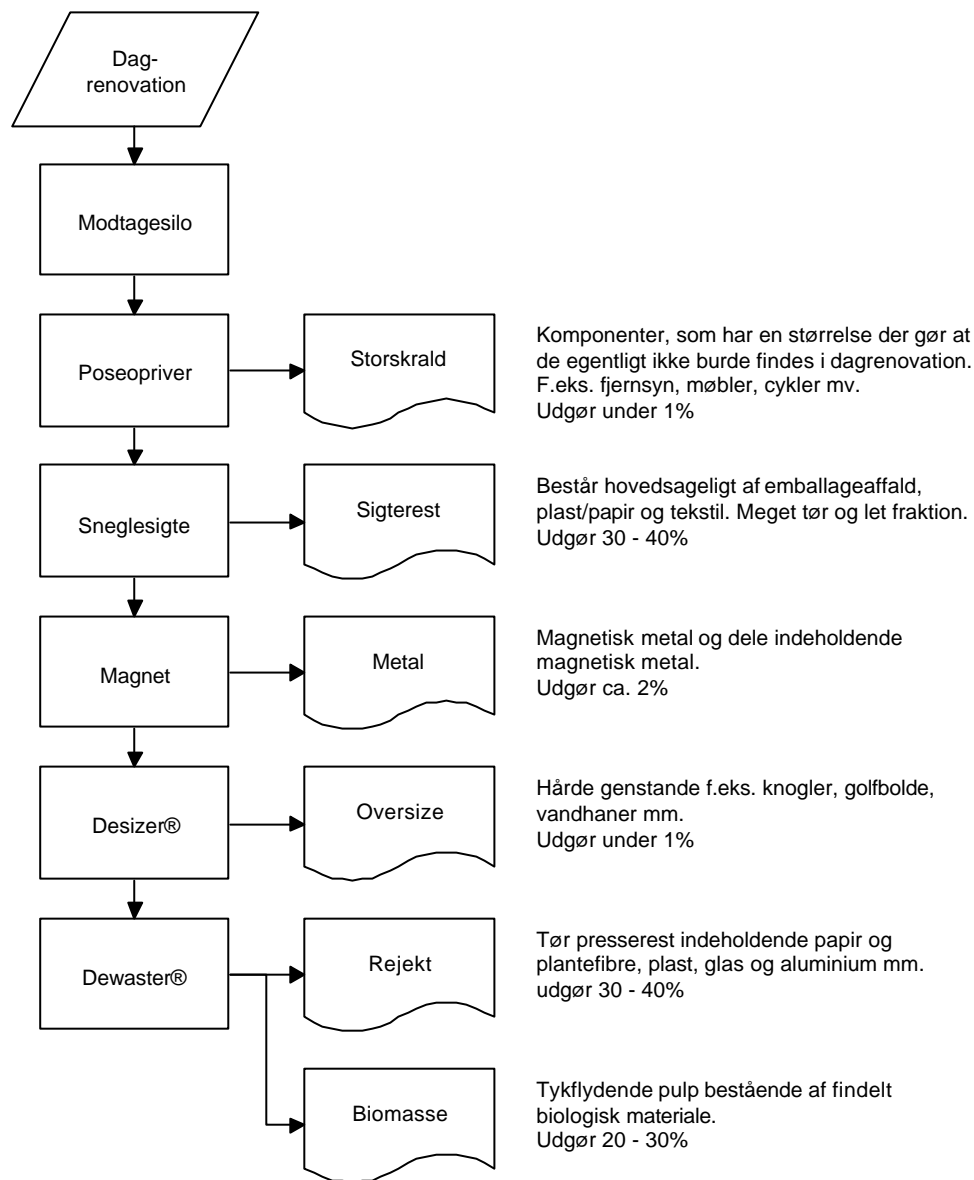 Dag-
renovation
Modtagesilo
Poseopriver
Storskrald
Komponenter, som har en størrelse der gør at
de egentligt ikke burde findes i dagrenovation.
F.eks. fjernsyn, møbler, cykler mv.
Udgør under 1%
Sneglesigte
Sigterest
Består hovedsageligt af emballageaffald,
plast/papir og tekstil. Meget tør og let fraktion.
Udgør 30 - 40%
Magnet
Metal
Magnetisk metal og dele indeholdende
magnetisk metal.
Udgør ca. 2%
Desizer®
Oversize
Hårde genstande f.eks. knogler, golfbolde,
vandhaner mm.
Udgør under 1%
Dewaster®
Rejekt
Tør presserest indeholdende papir og
plantefibre, plast, glas og aluminium mm.
udgør 30 - 40%
Biomasse
Tykflydende pulp bestående af findelt
biologisk materiale.
Udgør 20 - 30%